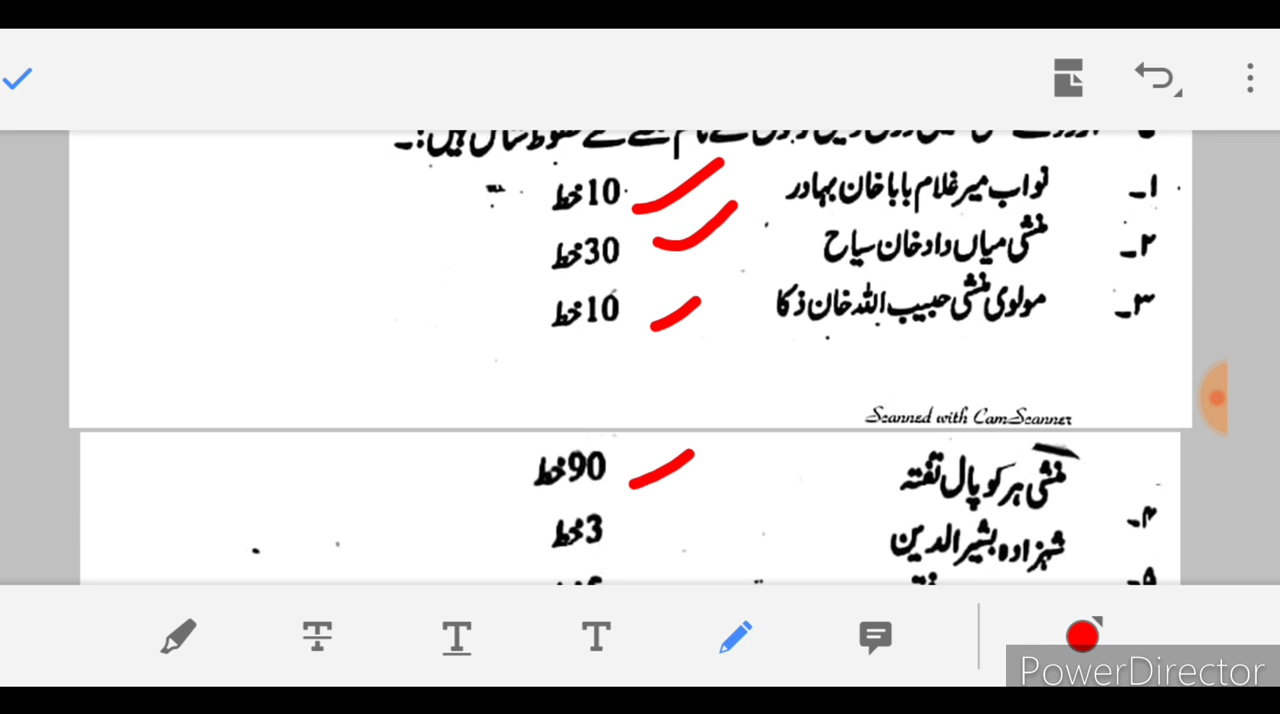 ۱۔ نواب میر غلام بابا خان بہادر 10 خط
۲۔ منشی میاں داد خان سیاح 30 خط
۳۔ مولوی منشی حبیب اللہ خان ذکا 10 خط
Scanned with CamScanner
۴۔ منشی ہر گوپال تفتہ 90 خط
شہزادہ بشیر الدین 3 خط
PowerDirector